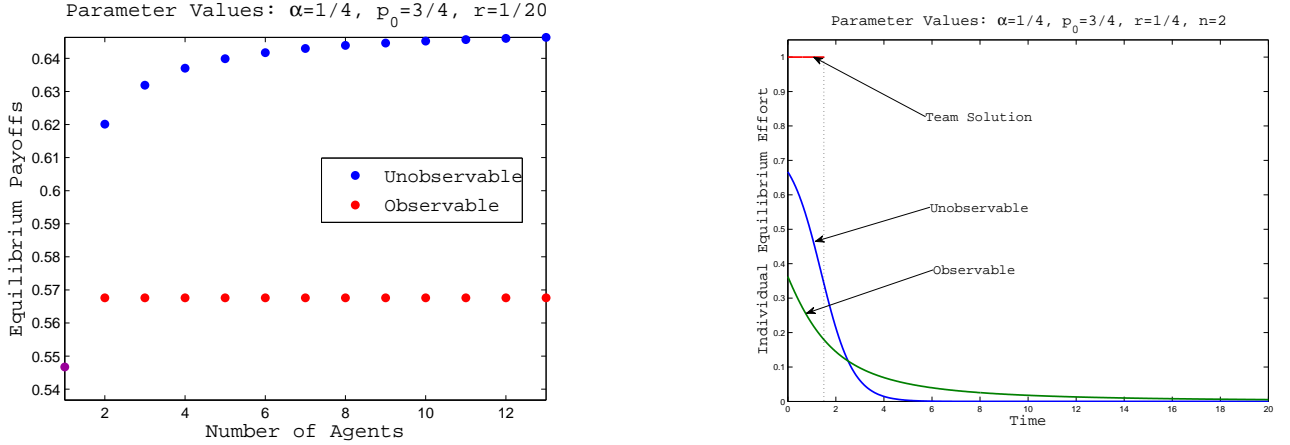 Parameter Values: α=1/4, p0=3/4, r=1/20
0.64
0.63
0.62
0.61
0.6
0.59
0.58
0.57
0.56
0.55
0.54
Equilibrium Payoffs
Unobservable
Observable
2 4 6 8 10 12
Number of Agents
Parameter Values: α=1/4, p0=3/4, r=1/4, n=2
1
0.9
0.8
0.7
0.6
0.5
0.4
0.3
0.2
0.1
0
Individual Equilibrium Effort
Team Solution
Unobservable
Observable
0 2 4 6 8 10 12 14 16 18 20
Time